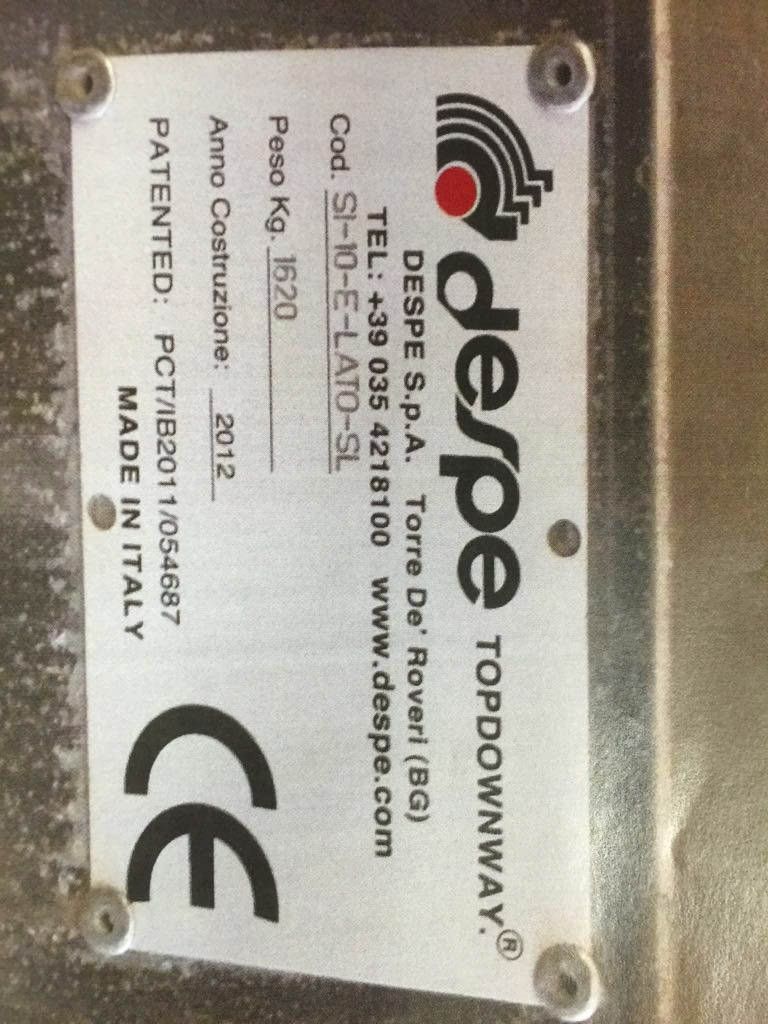 despe TOPDOWNWAY.®
DESPE S.p.A. Torre De' Roveri (BG)
TEL: +39 035 4218100 www.despe.com
Cod. SI-10-E-LATO-SL
Peso Kg. 1620
Anno Costruzione: 2012
PATENTED: PCT/IB2011/054687
MADE IN ITALY
CE